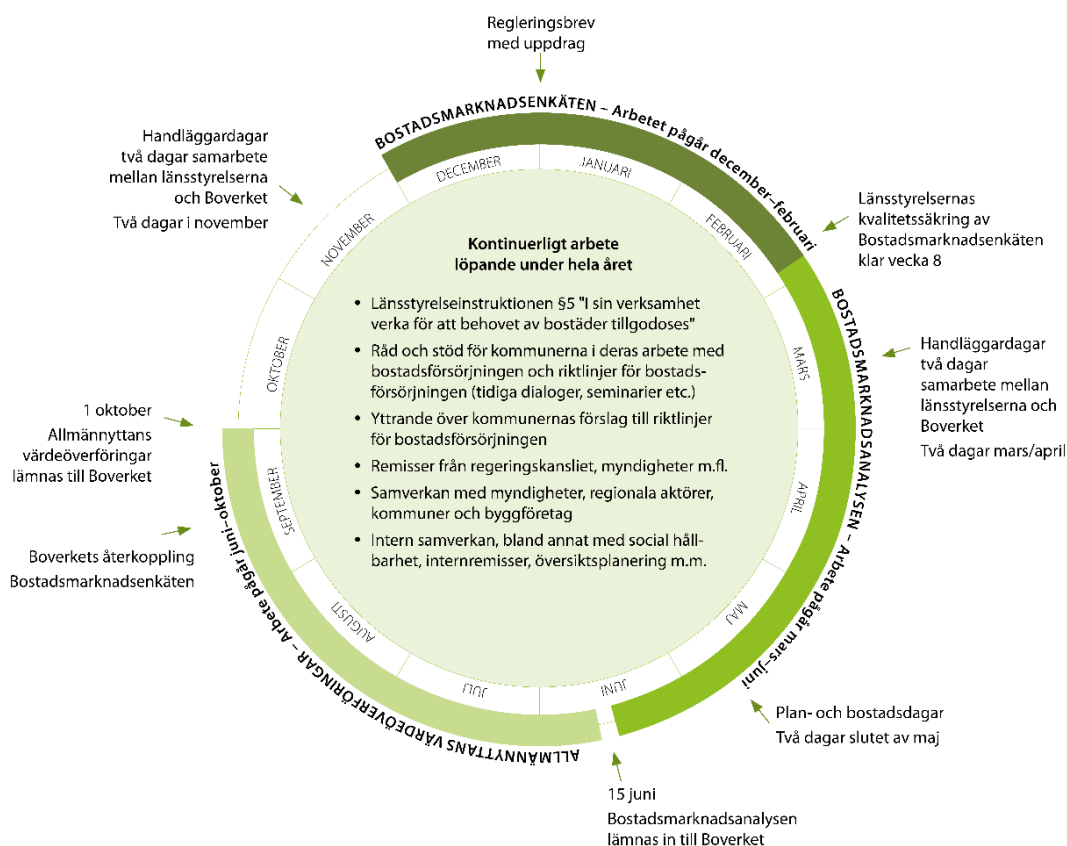 Regleringsbrev
med uppdrag
BOSTADSMARKNADSENKÄTEN – Arbetet pågår december–februari
Handläggardagar
två dagar samarbete
mellan länsstyrelserna
och Boverket
Två dagar i november
DECEMBER
JANUARI
FEBRUARI
NOVEMBER
Länsstyrelsernas
kvalitetssäkring av
Bostadsmarknadsenkäten
klar vecka 8
Kontinuerligt arbete
löpande under hela året
• Länsstyrelseinstruktionen §5 "I sin verksamhet
verka för att behovet av bostäder tillgodoses"
• Råd och stöd för kommunerna i deras arbete med
bostadsförsörjningen och riktlinjer för bostads-
försörjningen (tidiga dialoger, seminarier etc.)
• Yttrande över kommunernas förslag till riktlinjer
för bostadsförsörjningen
• Remisser från regeringskansliet, myndigheter m.fl.
• Samverkan med myndigheter, regionala aktörer,
kommuner och byggföretag
• Intern samverkan, bland annat med social håll-
barhet, internremisser, översiktsplanering m.m.
BOSTADSMARKNADSANALYSEN – Arbete pågår mars–juni
MARS
Handläggardagar
två dagar
samarbete mellan
länsstyrelserna och
Boverket
Två dagar mars/april
OKTOBER
1 oktober
Allmännyttans
värdeöverföringar
lämnas till Boverket
SEPTEMBER
APRIL
Boverkets återkoppling
Bostadsmarknadsenkäten
AUGUSTI
MAJ
JULI
JUNI
ALLMÄNNYTTANS VÄRDEÖVERFÖRINGAR – Arbete pågår juni–oktober
Plan- och bostadsdagar
Två dagar slutet av maj
15 juni
Bostadsmarknadsanalysen
lämnas in till Boverket